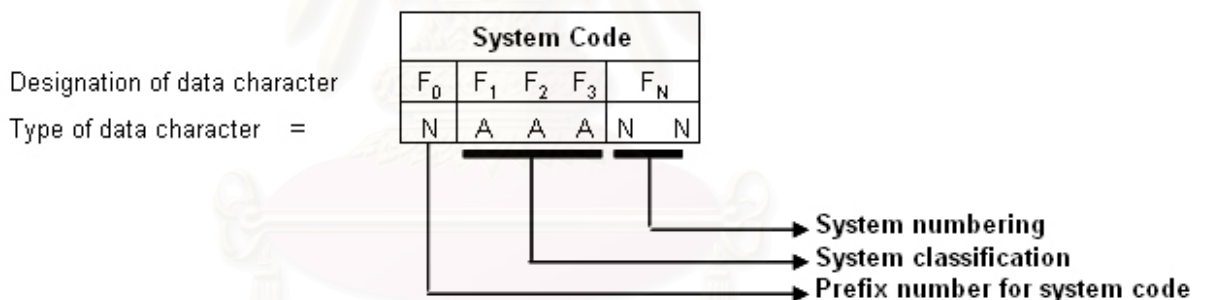 System Code
Designation of data character F₀ F₁ F₂ F₃ F_N
Type of data character = N A A A N N
System numbering
System classification
Prefix number for system code